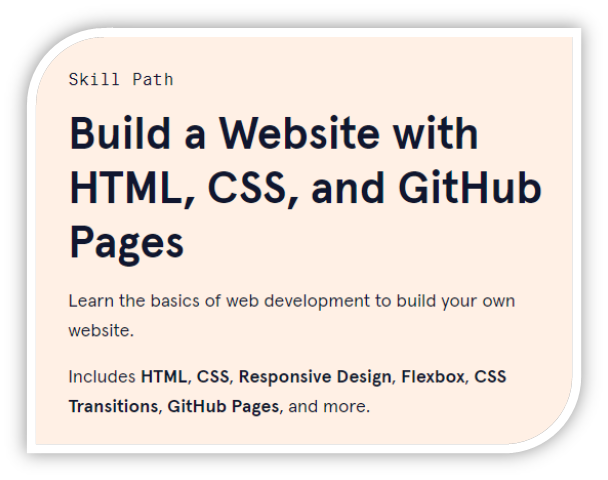 Skill Path
Build a Website with
HTML, CSS, and GitHub
Pages
Learn the basics of web development to build your own
website.
Includes HTML, CSS, Responsive Design, Flexbox, CSS
Transitions, GitHub Pages, and more.